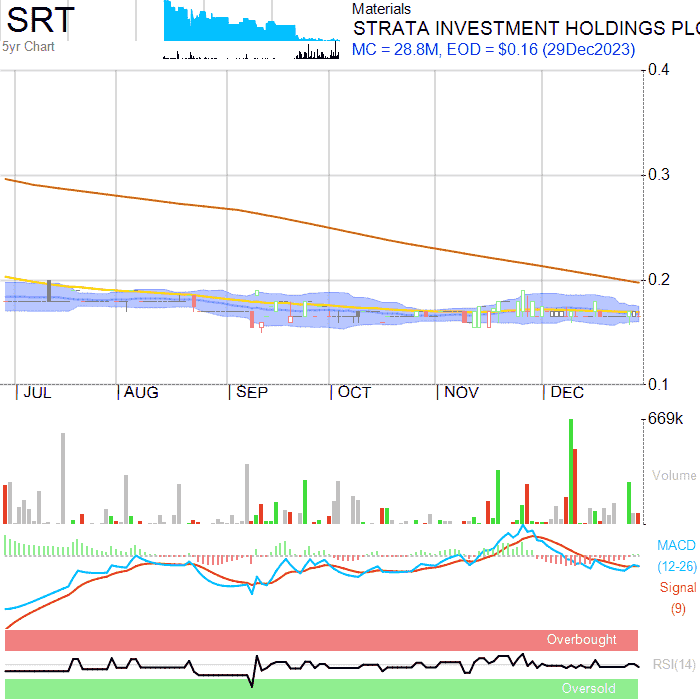 SRT
5yr Chart
Materials
STRATA INVESTMENT HOLDINGS PLC
MC = 28.8M, EOD = $0.16 (29Dec2023)
0.4
0.3
0.2
0.1
JUL
AUG
SEP
OCT
NOV
DEC
669k
Volume
MACD
(12-26)
Signal
(9)
Overbought
RSI(14)
Oversold